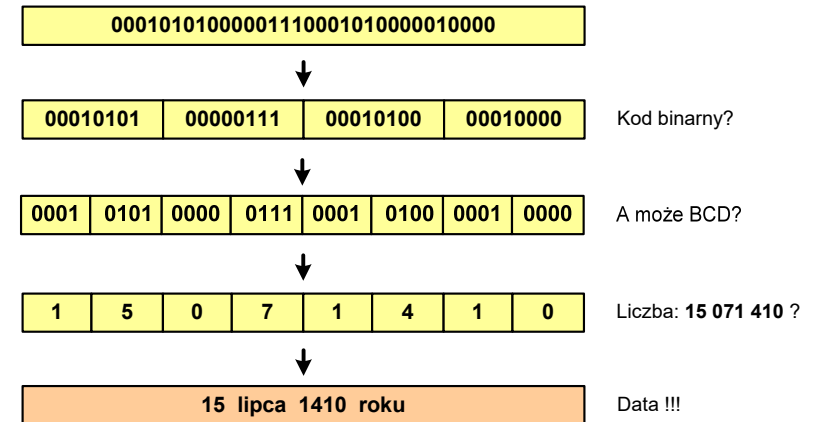 00010101000001110001010000010000
00010101 00000111 00010100 00010000 Kod binarny?
0001 0101 0000 0111 0001 0100 0001 0000 A może BCD?
1 5 0 7 1 4 1 0 Liczba: 15 071 410 ?
15 lipca 1410 roku Data !!!